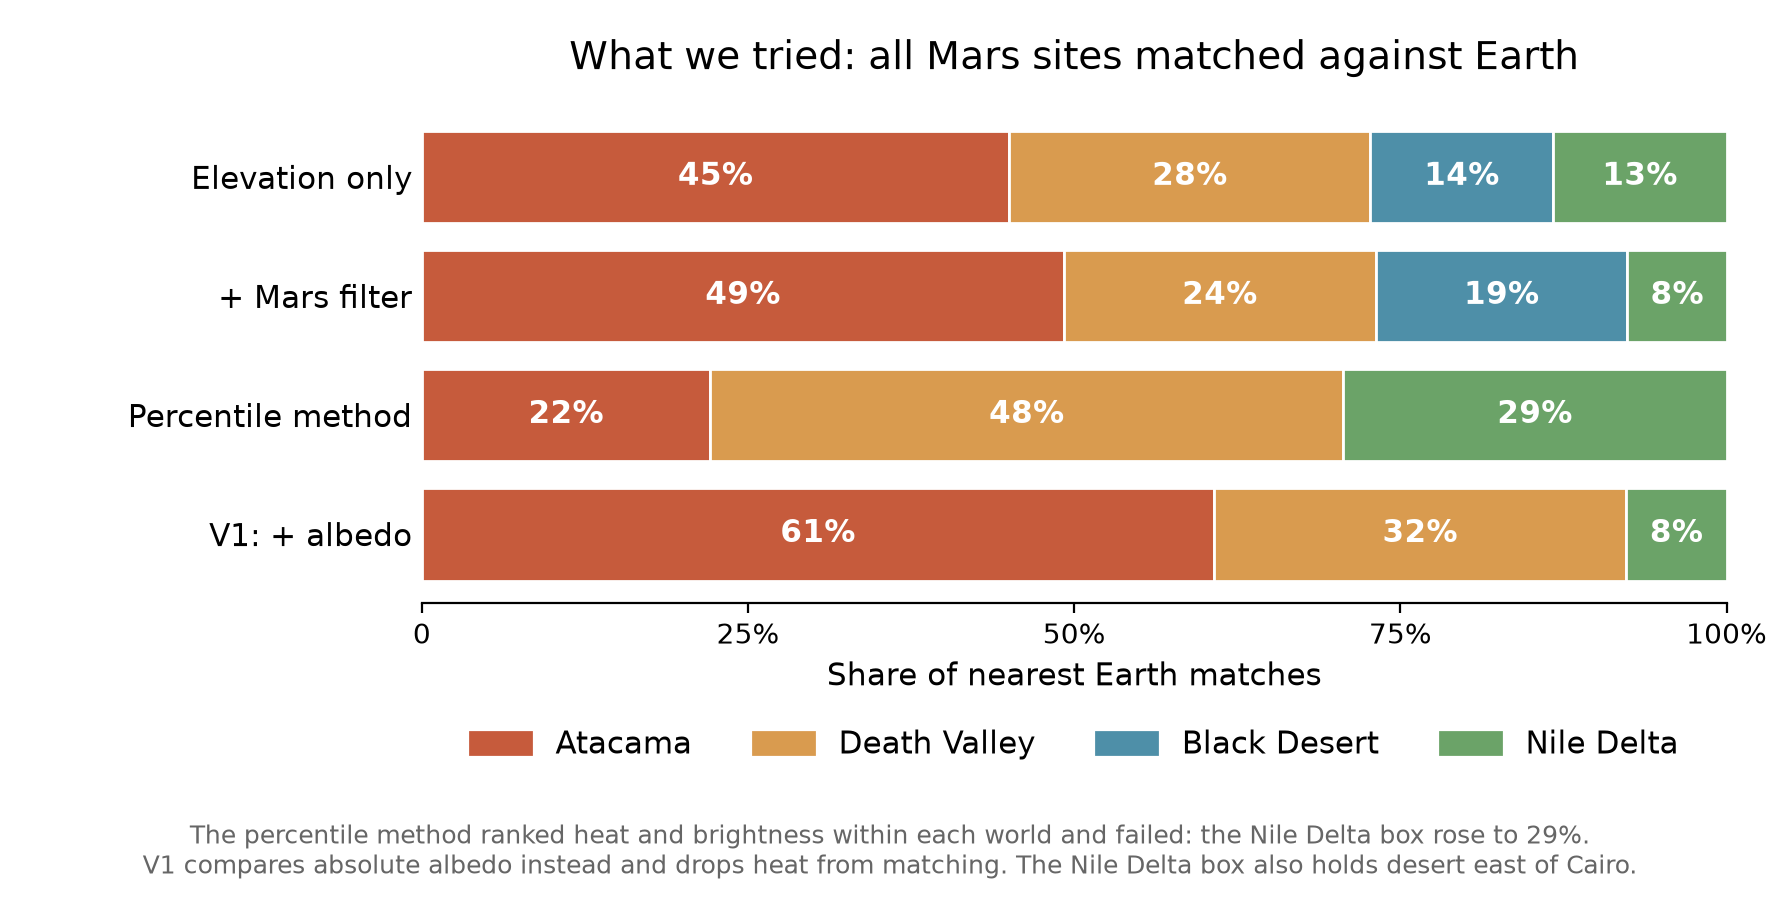 What we tried: all Mars sites matched against Earth
Elevation only
45%
28%
14%
13%
+ Mars filter
49%
24%
19%
8%
Percentile method
22%
48%
29%
V1: + albedo
61%
32%
8%
0
25%
50%
75%
100%
Share of nearest Earth matches
Atacama
Death Valley
Black Desert
Nile Delta
The percentile method ranked heat and brightness within each world and failed: the Nile Delta box rose to 29%.
V1 compares absolute albedo instead and drops heat from matching. The Nile Delta box also holds desert east of Cairo.